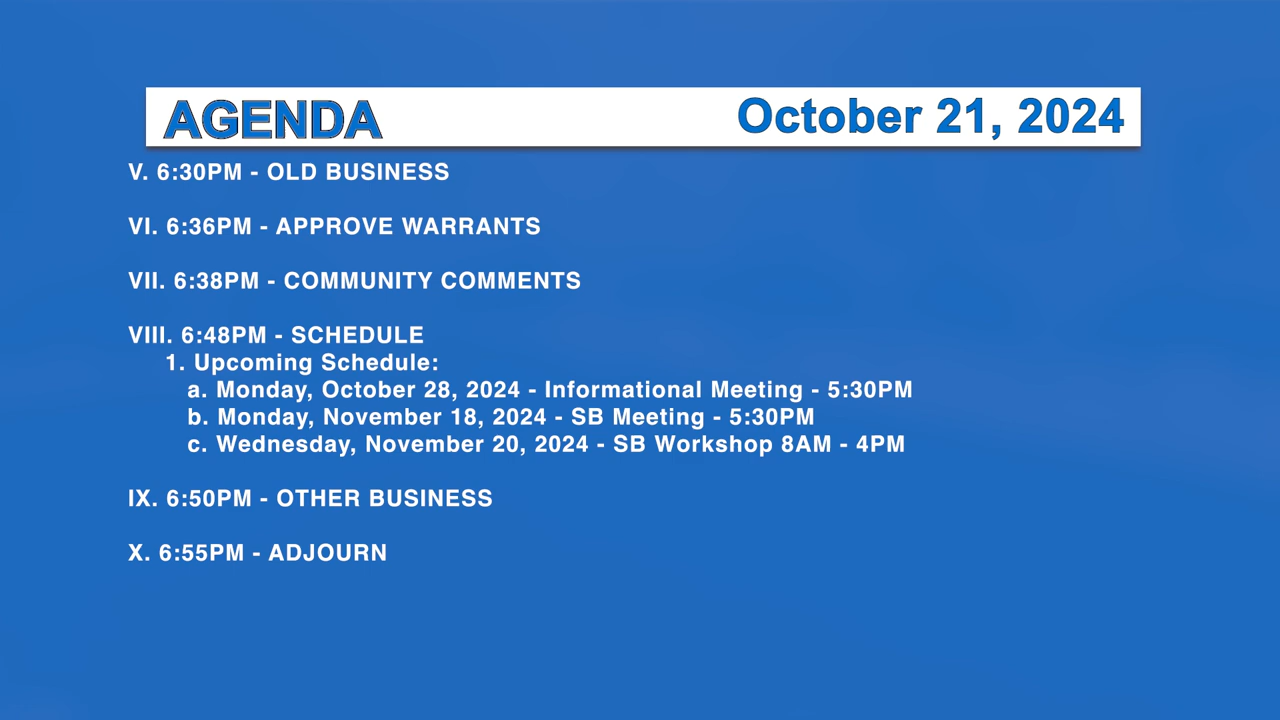 AGENDA October 21, 2024
V. 6:30PM - OLD BUSINESS
VI. 6:36PM - APPROVE WARRANTS
VII. 6:38PM - COMMUNITY COMMENTS
VIII. 6:48PM - SCHEDULE
1. Upcoming Schedule:
a. Monday, October 28, 2024 - Informational Meeting - 5:30PM
b. Monday, November 18, 2024 - SB Meeting - 5:30PM
c. Wednesday, November 20, 2024 - SB Workshop 8AM - 4PM
IX. 6:50PM - OTHER BUSINESS
X. 6:55PM - ADJOURN